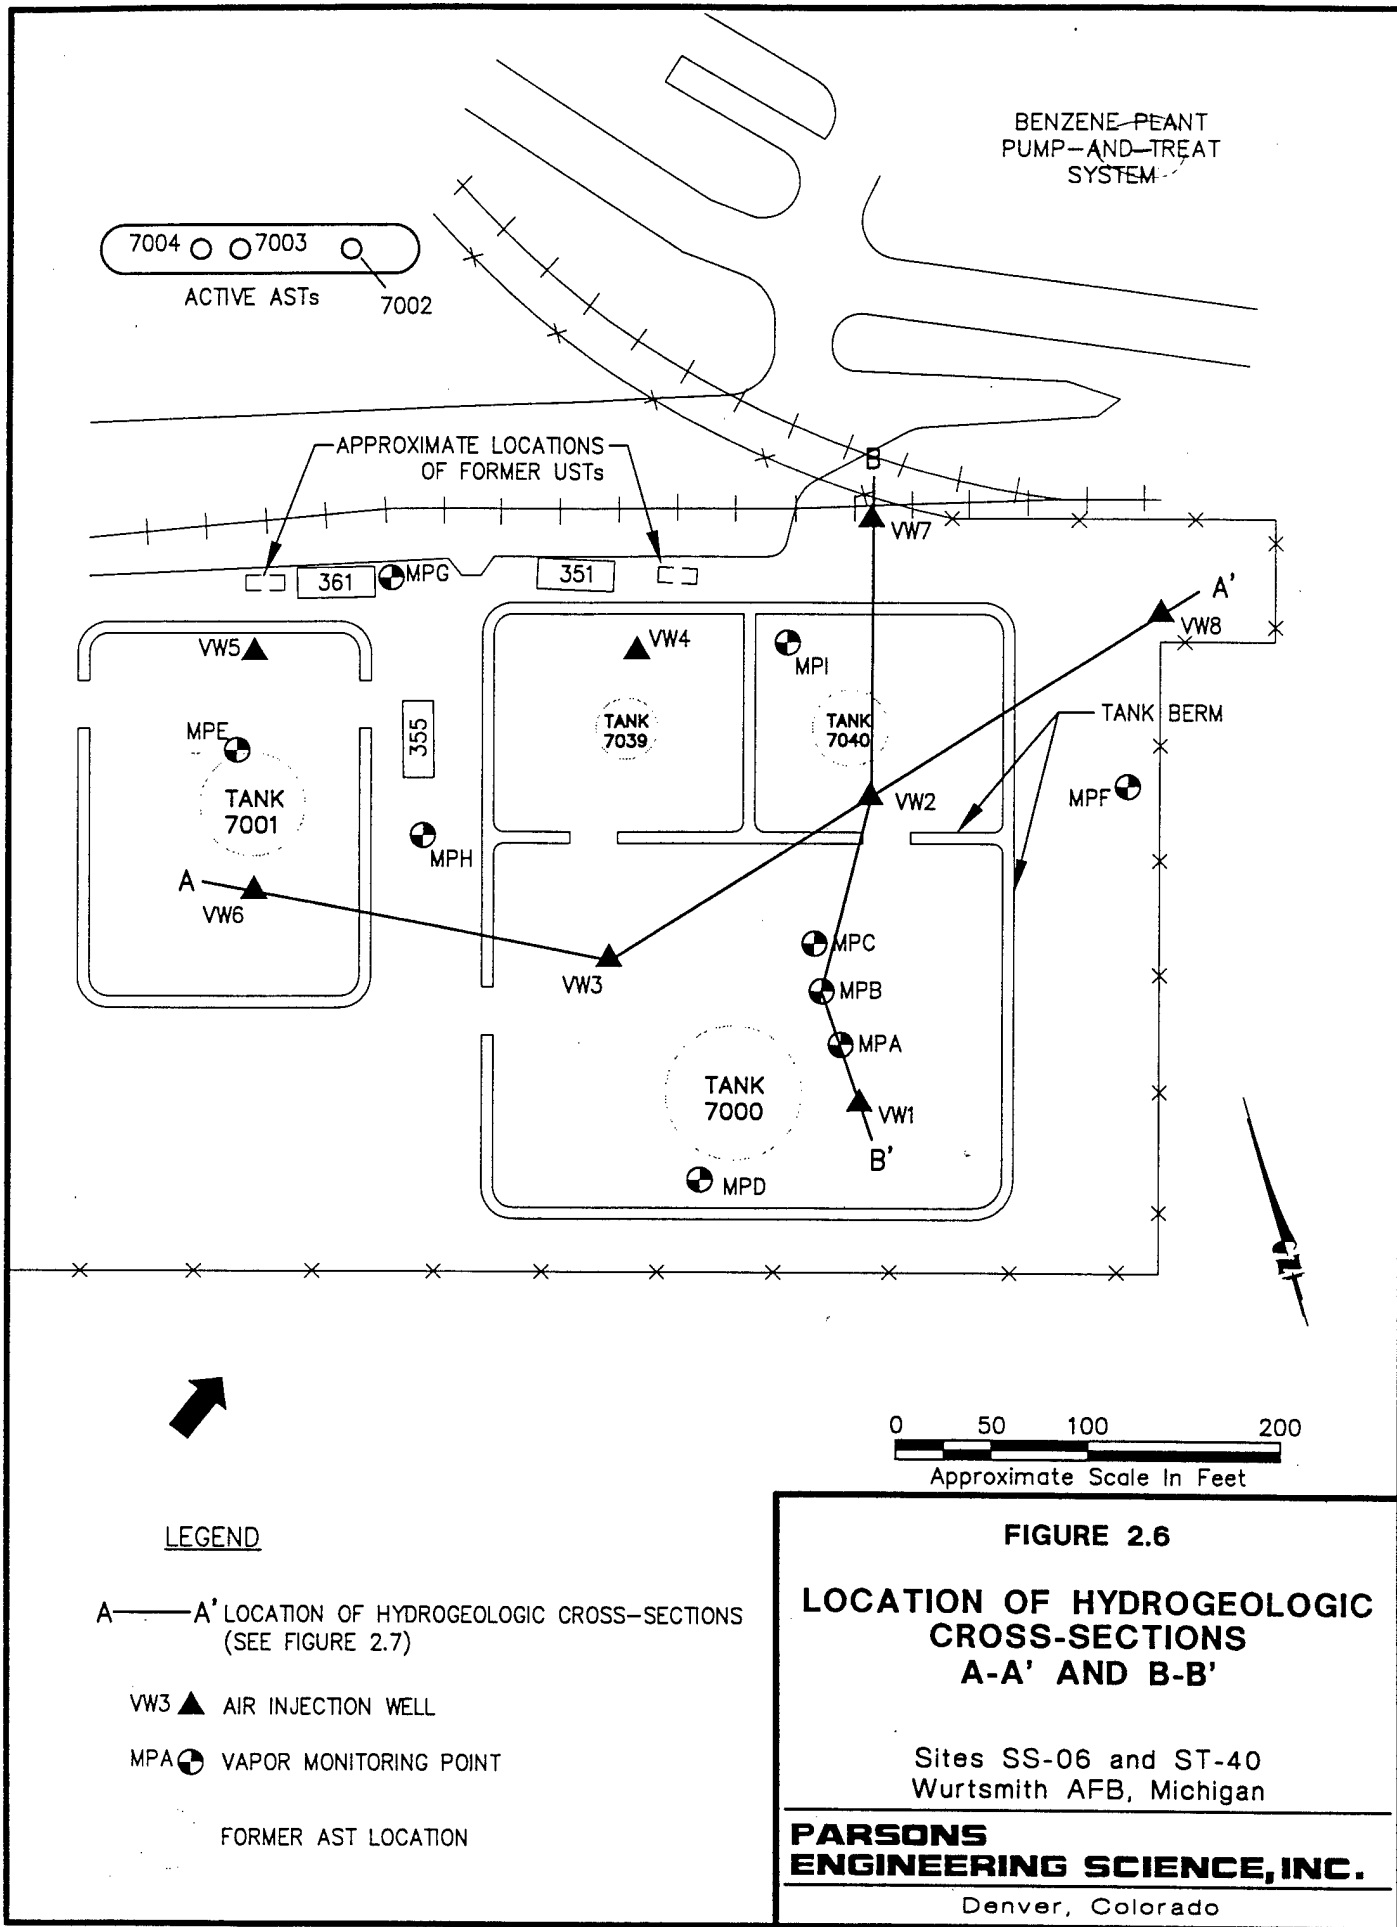 BENZENE PLANT
PUMP-AND-TREAT
SYSTEM
7004
7003
7002
ACTIVE ASTs
APPROXIMATE LOCATIONS
OF FORMER USTs
B
VW7
361
MPG
351
A'
VW8
VW5
VW4
MPI
MPE
355
TANK
7039
TANK
7040
TANK BERM
TANK
7001
MPH
VW2
MPF
A
VW6
VW3
MPC
MPB
MPA
TANK
7000
VW1
B'
MPD
N
0 50 100 200
Approximate Scale In Feet
LEGEND
A A' LOCATION OF HYDROGEOLOGIC CROSS-SECTIONS
(SEE FIGURE 2.7)
VW3 AIR INJECTION WELL
MPA VAPOR MONITORING POINT
FORMER AST LOCATION
FIGURE 2.6
LOCATION OF HYDROGEOLOGIC
CROSS-SECTIONS
A-A' AND B-B'
Sites SS-06 and ST-40
Wurtsmith AFB, Michigan
PARSONS
ENGINEERING SCIENCE, INC.
Denver, Colorado